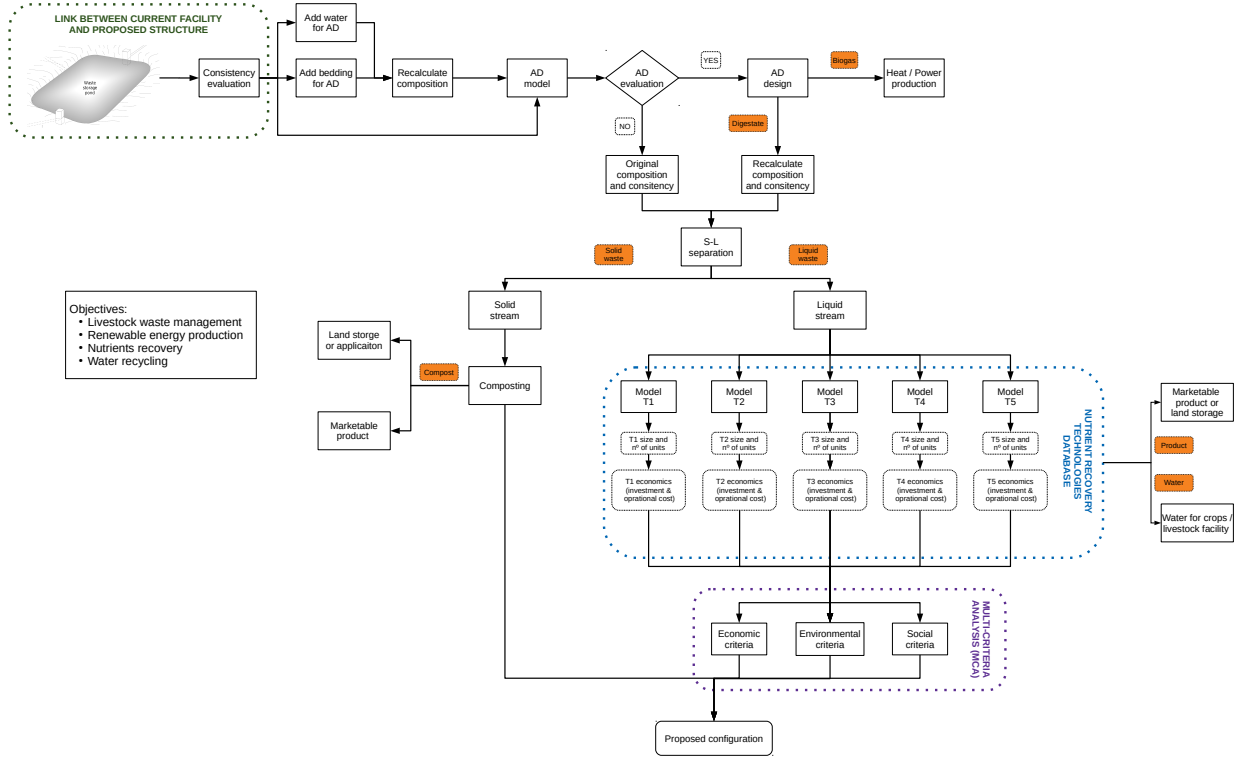 LINK BETWEEN CURRENT FACILITY
AND PROPOSED STRUCTURE
Waste
storage
pond
Consistency
evaluation
Add water
for AD
Add bedding
for AD
Recalculate
composition
AD
model
AD
evaluation
YES
AD
design
Biogas
Heat / Power
production
NO
Digestate
Original
composition
and consitency
Recalculate
composition
and consitency
S-L
separation
Solid
waste
Liquid
waste
Objectives:
• Livestock waste management
• Renewable energy production
• Nutrients recovery
• Water recycling
Solid
stream
Liquid
stream
Land storge
or applicaiton
Compost
Composting
Marketable
product
Model
T1
Model
T2
Model
T3
Model
T4
Model
T5
T1 size and
nº of units
T2 size and
nº of units
T3 size and
nº of units
T4 size and
nº of units
T5 size and
nº of units
T1 economics
(investment &
oprational cost)
T2 economics
(investment &
oprational cost)
T3 economics
(investment &
oprational cost)
T4 economics
(investment &
oprational cost)
T5 economics
(investment &
oprational cost)
NUTRIENT RECOVERY
TECHNOLOGIES
DATABASE
Marketable
product or
land storage
Product
Water
Water for crops /
livestock facility
Economic
criteria
Environmental
criteria
Social
criteria
MULTI-CRITERIA
ANALYSIS (MCA)
Proposed configuration